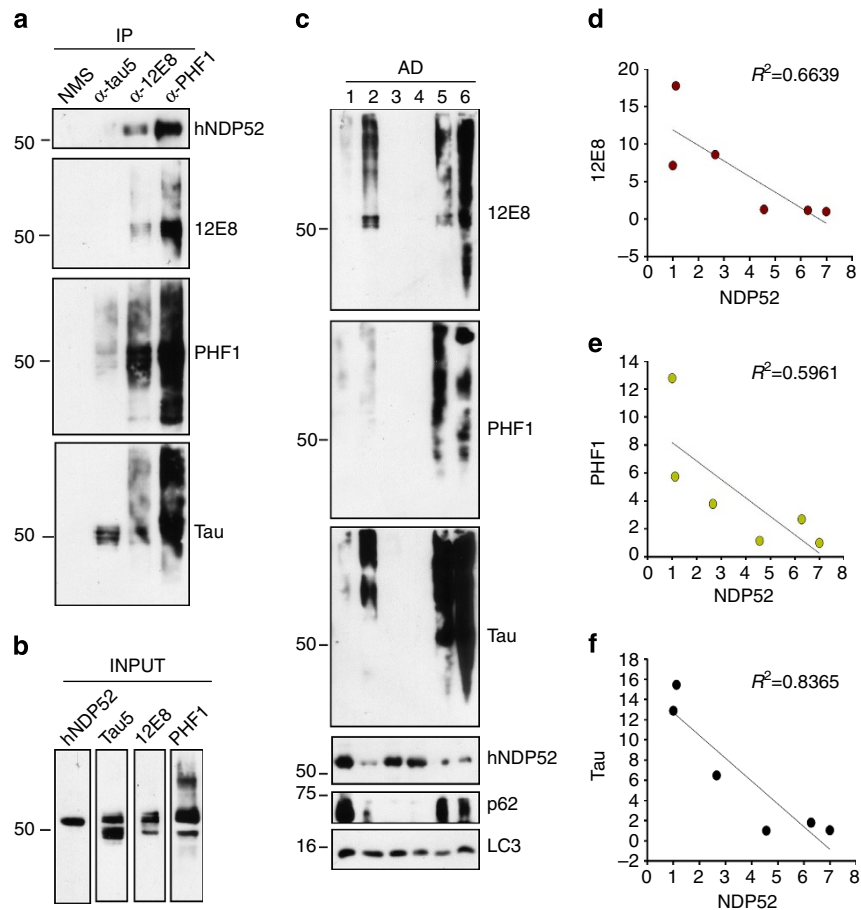 a
IP
NMS
α-tau5
α-12E8
α-PHF1
50
hNDP52
50
12E8
50
PHF1
50
Tau
b
INPUT
hNDP52
Tau5
12E8
PHF1
50
c
AD
1 2 3 4 5 6
50
12E8
50
PHF1
50
Tau
50
hNDP52
75
p62
16
LC3
d
R²=0.6639
12E8
20
15
10
5
0
−5
0 1 2 3 4 5 6 7 8
NDP52
e
R²=0.5961
PHF1
14
12
10
8
6
4
2
0
0 1 2 3 4 5 6 7 8
NDP52
f
R²=0.8365
Tau
18
16
14
12
10
8
6
4
2
0
−2
0 1 2 3 4 5 6 7 8
NDP52